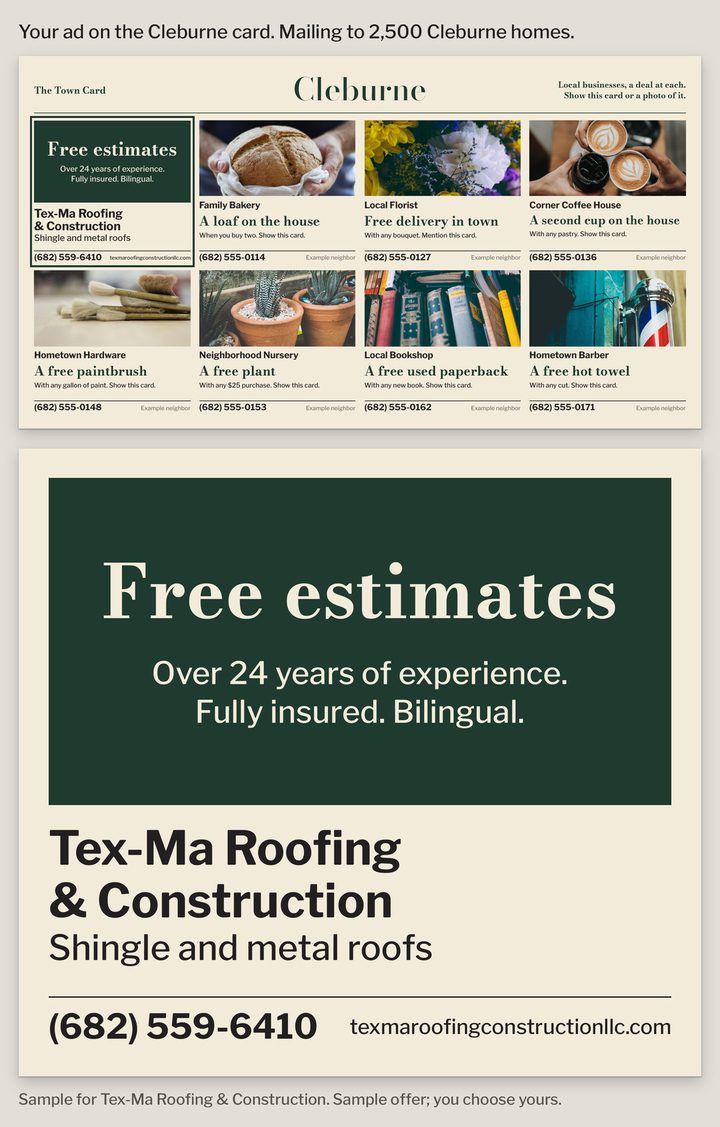 Your ad on the Cleburne card. Mailing to 2,500 Cleburne homes.
The Town Card
Cleburne
Local businesses, a deal at each.
Show this card or a photo of it.
Free estimates
Over 24 years of experience.
Fully insured. Bilingual.
Tex-Ma Roofing
& Construction
Shingle and metal roofs
(682) 559-6410 texmaroofingconstructionllc.com
Family Bakery
A loaf on the house
When you buy two. Show this card.
(682) 555-0114 Example neighbor
Local Florist
Free delivery in town
With any bouquet. Mention this card.
(682) 555-0127 Example neighbor
Corner Coffee House
A second cup on the house
With any pastry. Show this card.
(682) 555-0136 Example neighbor
Hometown Hardware
A free paintbrush
With any gallon of paint. Show this card.
(682) 555-0148 Example neighbor
Neighborhood Nursery
A free plant
With any $25 purchase. Show this card.
(682) 555-0153 Example neighbor
Local Bookshop
A free used paperback
With any new book. Show this card.
(682) 555-0162 Example neighbor
Hometown Barber
A free hot towel
With any cut. Show this card.
(682) 555-0171 Example neighbor
Free estimates
Over 24 years of experience.
Fully insured. Bilingual.
Tex-Ma Roofing
& Construction
Shingle and metal roofs
(682) 559-6410 texmaroofingconstructionllc.com
Sample for Tex-Ma Roofing & Construction. Sample offer; you choose yours.